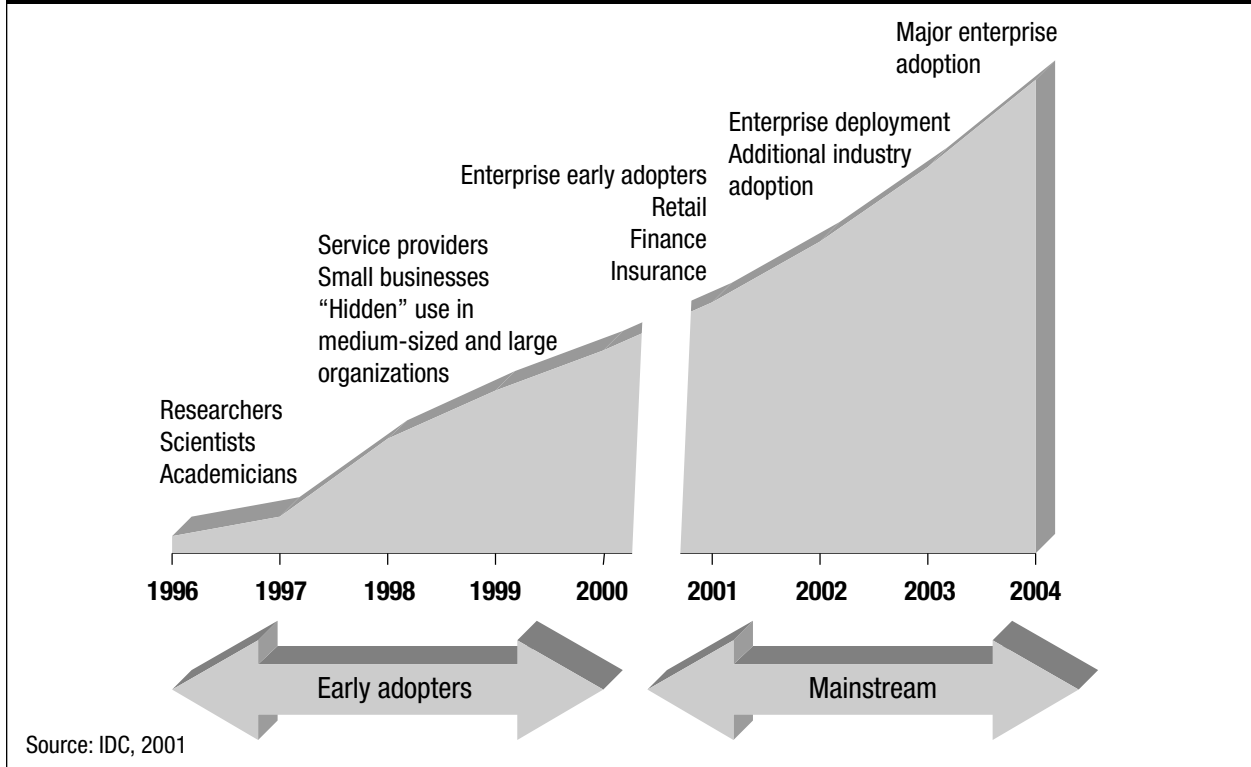 Major enterprise
adoption
Enterprise deployment
Additional industry
adoption
Enterprise early adopters
Retail
Finance
Insurance
Service providers
Small businesses
“Hidden” use in
medium-sized and large
organizations
Researchers
Scientists
Academicians
1996 1997 1998 1999 2000 2001 2002 2003 2004
Early adopters Mainstream
Source: IDC, 2001